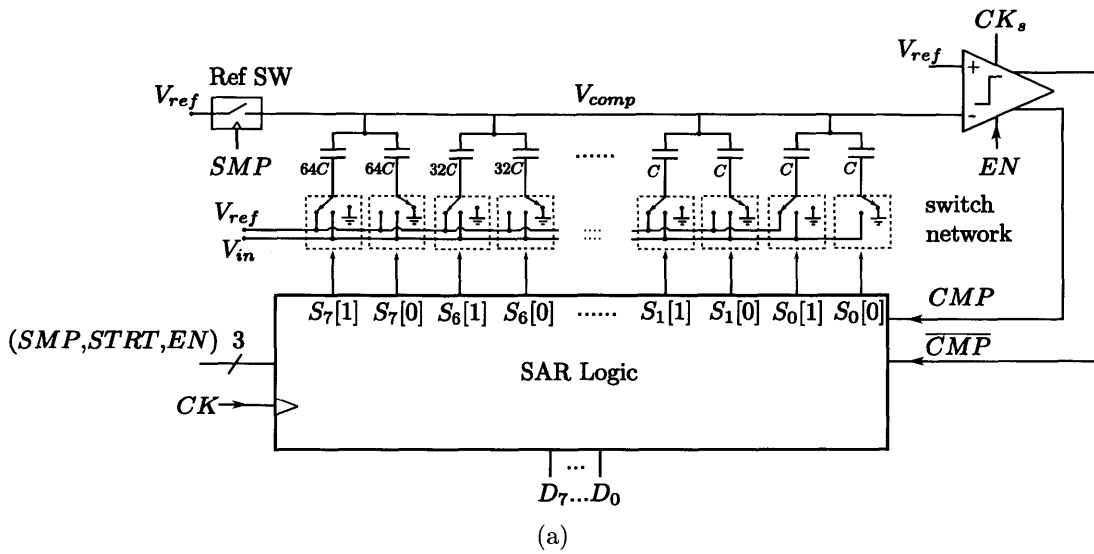 CK_s
V_ref
Ref SW
V_ref
V_comp
+
-
SMP
EN
64C 64C 32C 32C ...... C C C C
V_ref
V_in
switch
network
S_7[1] S_7[0] S_6[1] S_6[0] ...... S_1[1] S_1[0] S_0[1] S_0[0]
CMP
(SMP,STRT,EN) 3
\overline{CMP}
SAR Logic
CK
...
D_7...D_0
(a)